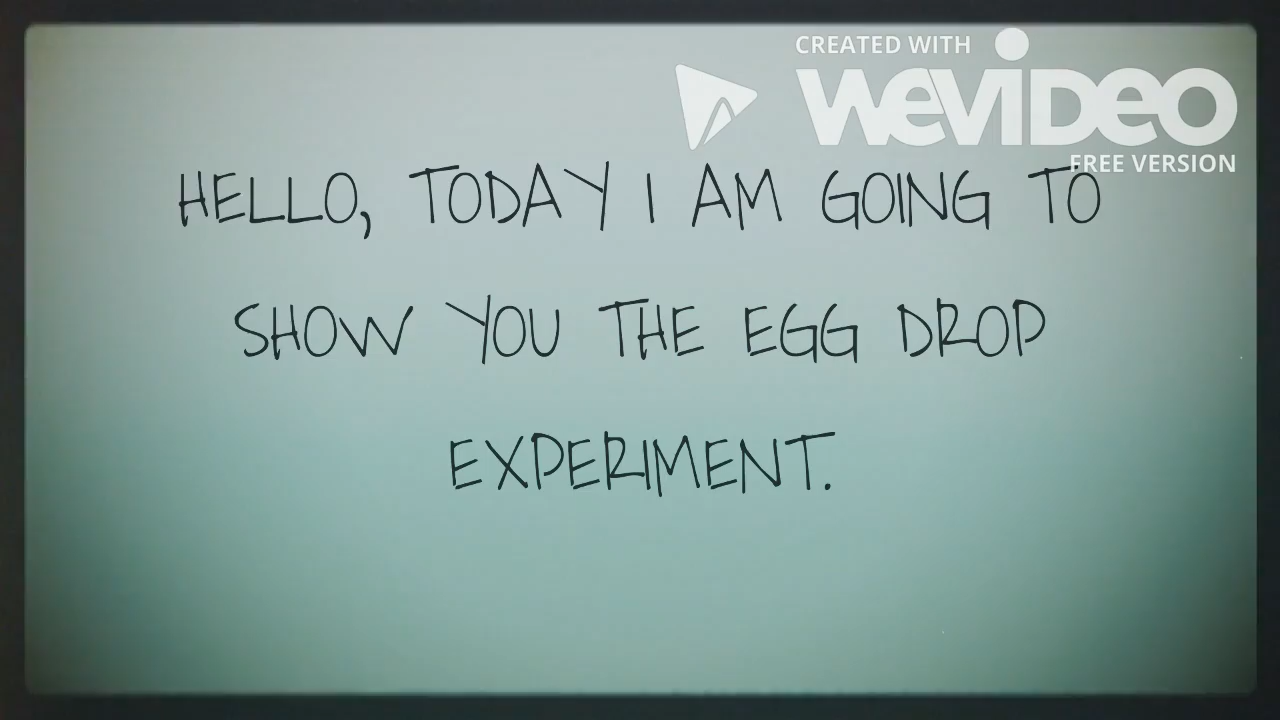 CREATED WITH
WEVIDEO
FREE VERSION
HELLO, TODAY I AM GOING TO
SHOW YOU THE EGG DROP
EXPERIMENT.